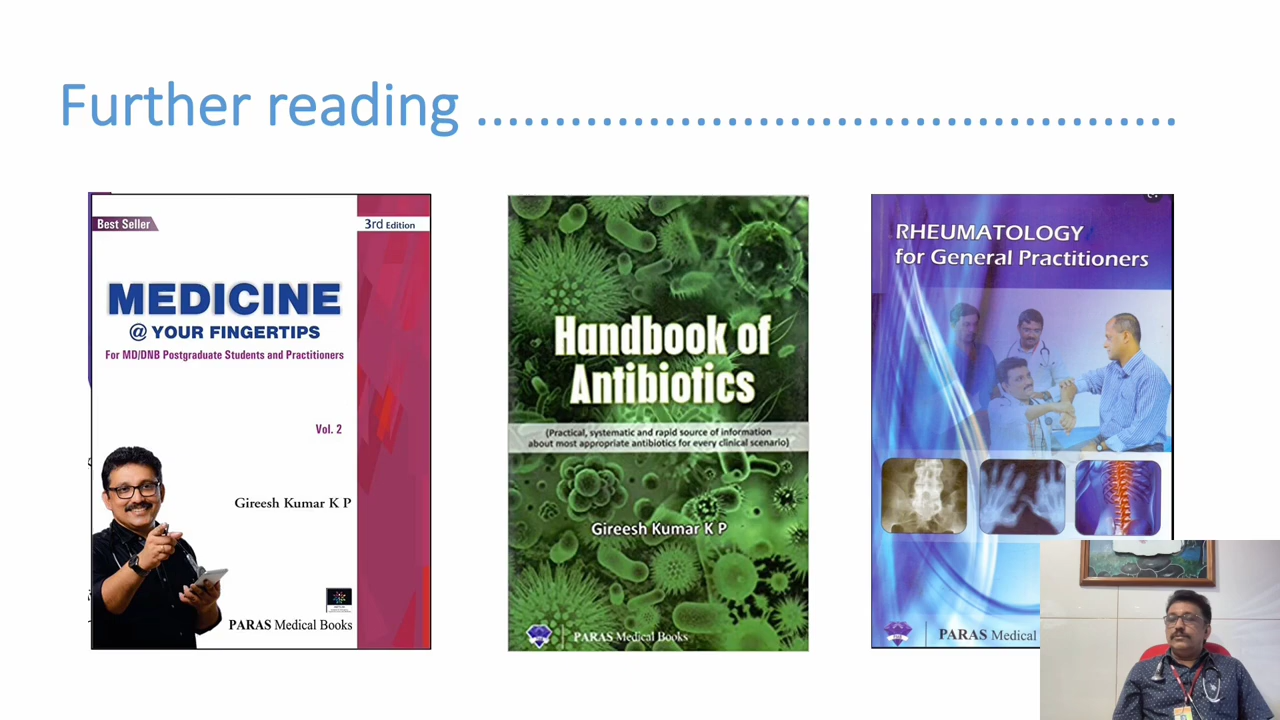 Further reading ............................................
Best Seller
3rd Edition
MEDICINE
@ YOUR FINGERTIPS
For MD/DNB Postgraduate Students and Practitioners
Vol. 2
Gireesh Kumar K P
PARAS Medical Books
Handbook of
Antibiotics
(Practical, systematic and rapid source of information
about most appropriate antibiotics for every clinical scenario)
Gireesh Kumar K P
PARAS Medical Books
RHEUMATOLOGY
for General Practitioners
PARAS Medical